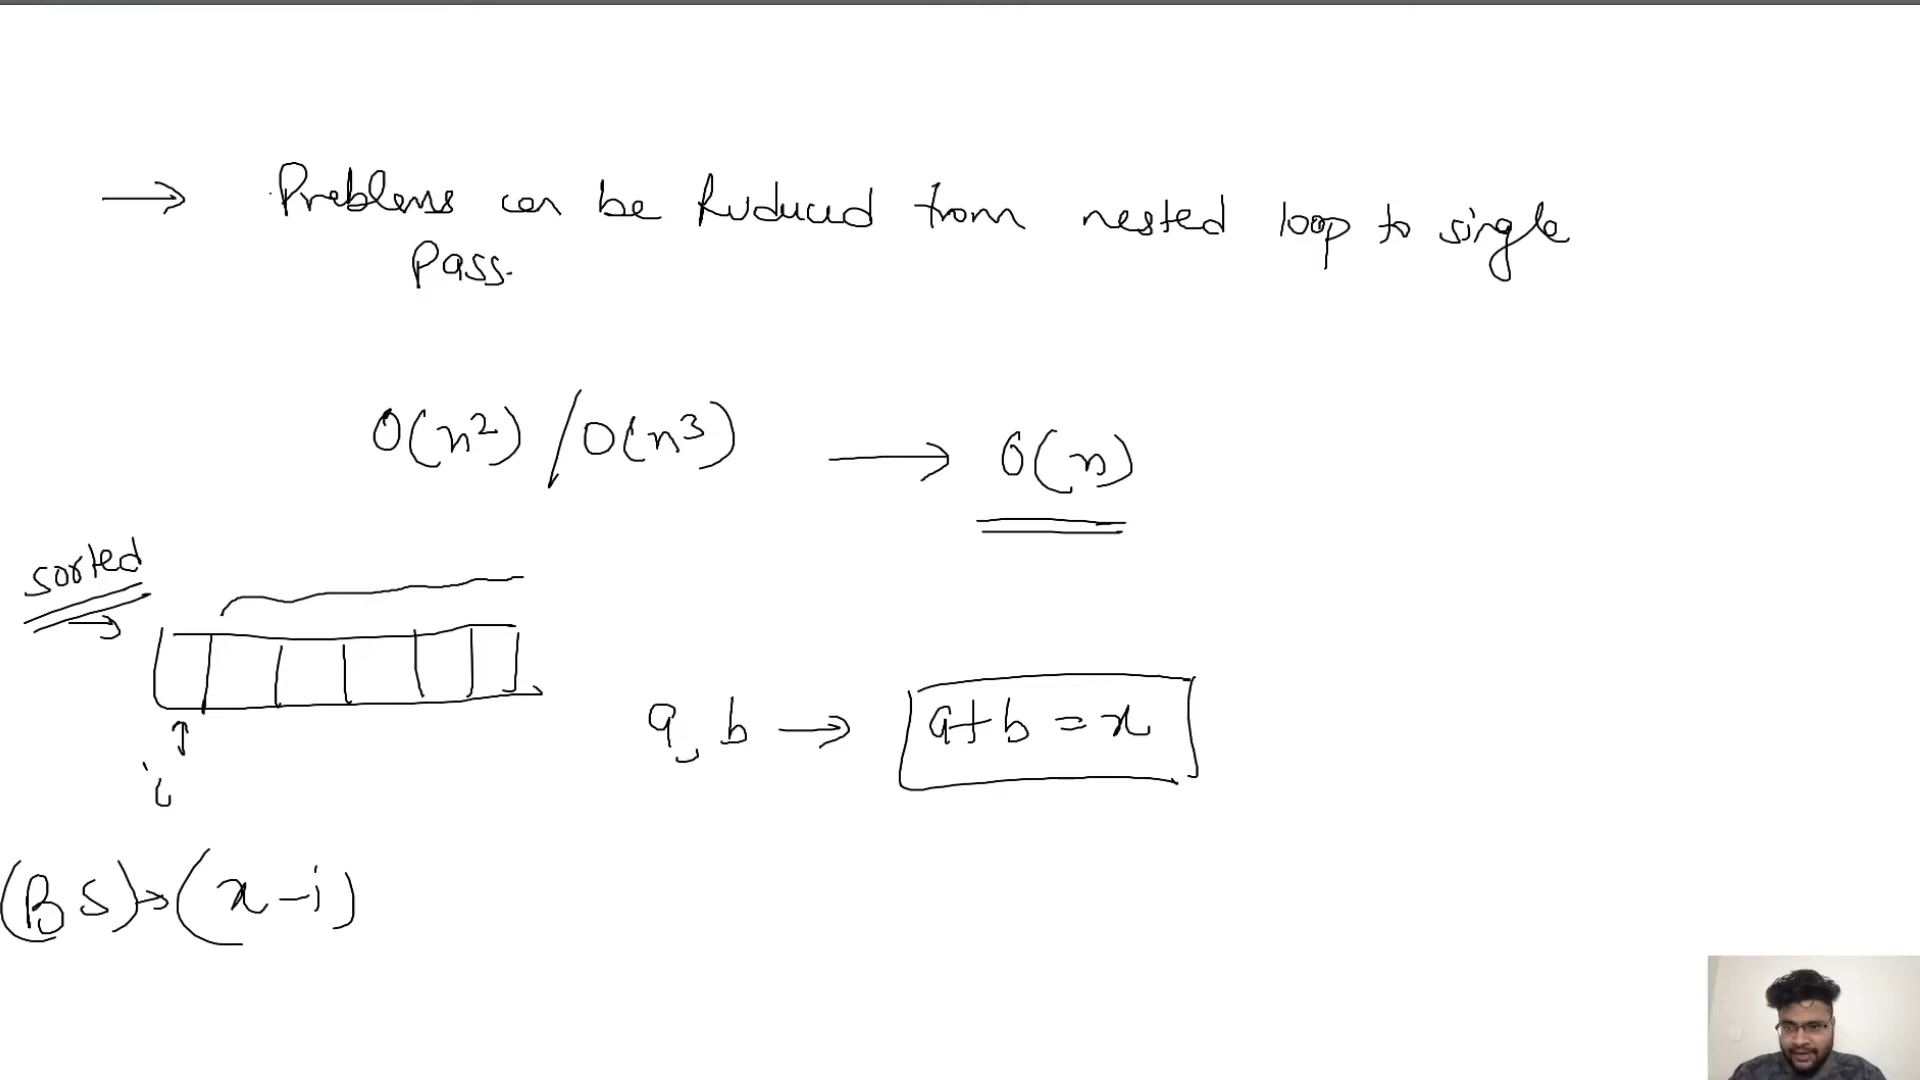 → Problems can be Reduced from nested loop to single
Pass.
O(n²) / O(n³) → O(n)
sorted
→
a, b → a+b = x
i
(BS) → (x - i)